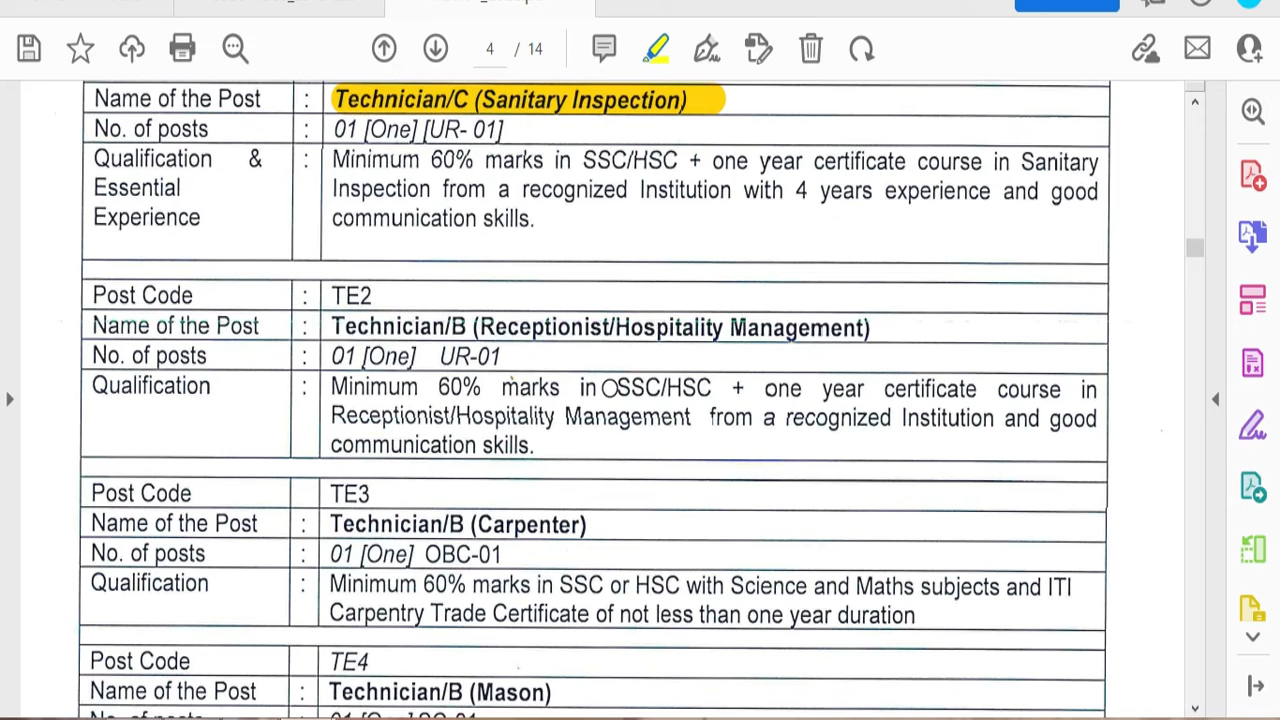 4 / 14
Name of the Post : Technician/C (Sanitary Inspection)
No. of posts : 01 [One] [UR- 01]
Qualification & : Minimum 60% marks in SSC/HSC + one year certificate course in Sanitary
Essential Inspection from a recognized Institution with 4 years experience and good
Experience communication skills.
Post Code : TE2
Name of the Post : Technician/B (Receptionist/Hospitality Management)
No. of posts : 01 [One] UR-01
Qualification : Minimum 60% marks in SSC/HSC + one year certificate course in
Receptionist/Hospitality Management from a recognized Institution and good
communication skills.
Post Code TE3
Name of the Post : Technician/B (Carpenter)
No. of posts : 01 [One] OBC-01
Qualification : Minimum 60% marks in SSC or HSC with Science and Maths subjects and ITI
Carpentry Trade Certificate of not less than one year duration
Post Code TE4
Name of the Post : Technician/B (Mason)